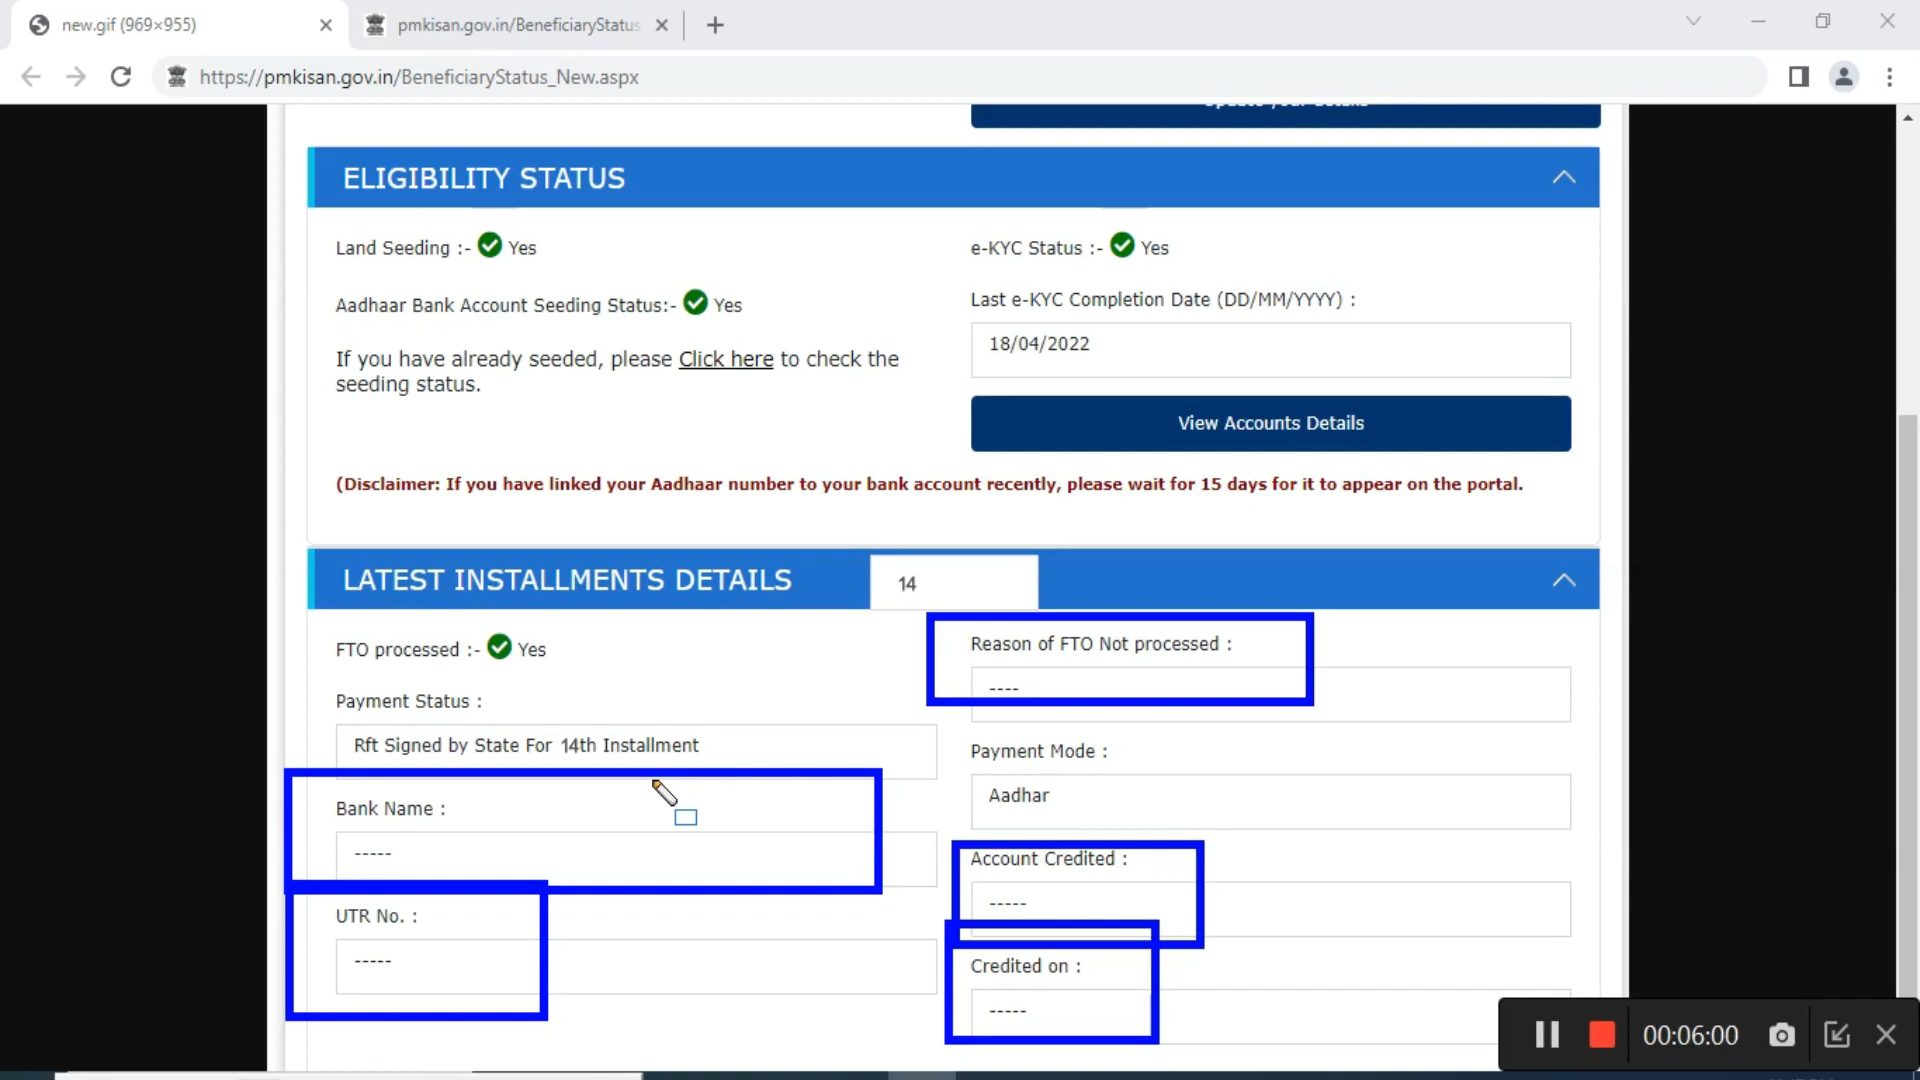 new.gif (969×955)
pmkisan.gov.in/BeneficiaryStatus
https://pmkisan.gov.in/BeneficiaryStatus_New.aspx
ELIGIBILITY STATUS
Land Seeding :- Yes
e-KYC Status :- Yes
Aadhaar Bank Account Seeding Status:- Yes
Last e-KYC Completion Date (DD/MM/YYYY) :
18/04/2022
If you have already seeded, please Click here to check the
seeding status.
View Accounts Details
(Disclaimer: If you have linked your Aadhaar number to your bank account recently, please wait for 15 days for it to appear on the portal.
LATEST INSTALLMENTS DETAILS
14
FTO processed :- Yes
Reason of FTO Not processed :
----
Payment Status :
Rft Signed by State For 14th Installment
Payment Mode :
Aadhar
Bank Name :
-----
Account Credited :
-----
UTR No. :
-----
Credited on :
-----
00:06:00